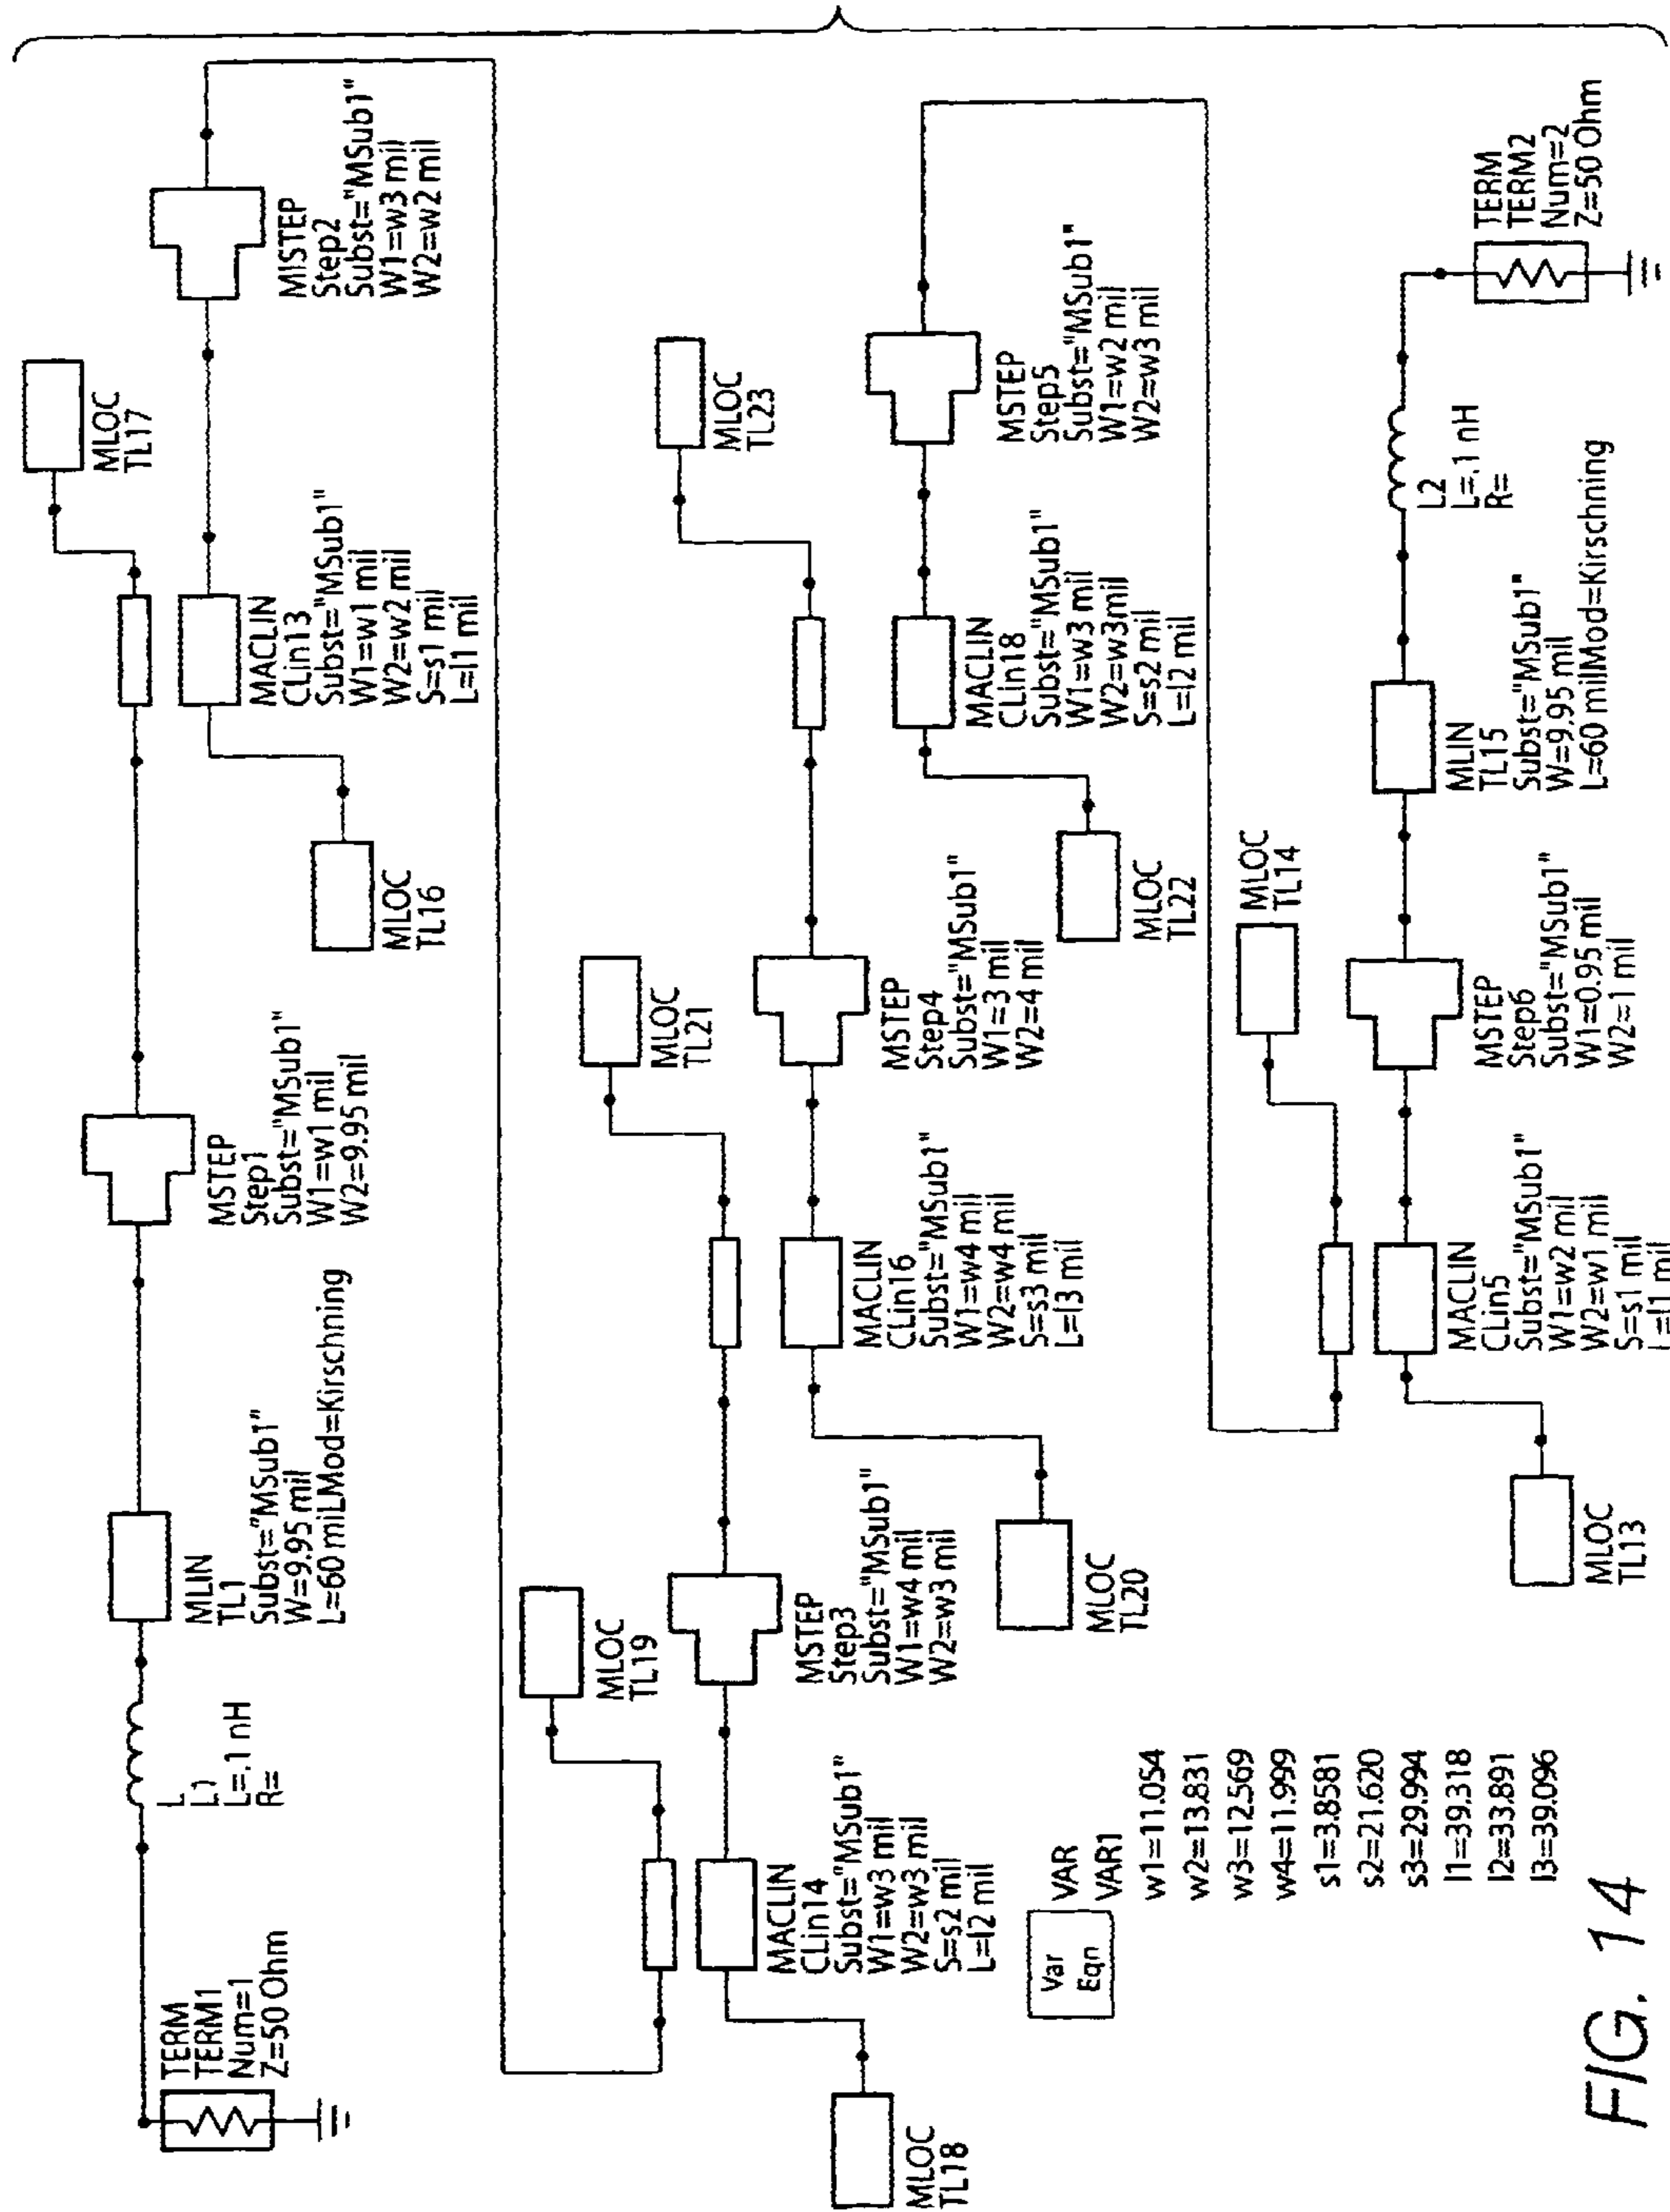 TERM
TERM1
Num=1
Z=50 Ohm
L
L1
L=.1 nH
R=
MLIN
TL1
Subst="MSub1"
W=9.95 mil
L=60 miLMod=Kirschning
MSTEP
Step1
Subst="MSub1"
W1=w1 mil
W2=9.95 mil
MLOC
TL16
MACLIN
CLin13
Subst="MSub1"
W1=w1 mil
W2=w2 mil
S=s1 mil
L=l1 mil
MLOC
TL17
MISTEP
Step2
Subst="MSub1"
W1=w3 mil
W2=w2 mil
MLOC
TL18
MACLIN
CLin14
Subst="MSub1"
W1=w3 mil
W2=w3 mil
S=s2 mil
L=l2 mil
MLOC
TL19
MSTEP
Step3
Subst="MSub1"
W1=w4 mil
W2=w3 mil
MLOC
TL20
MACLIN
CLin16
Subst="MSub1"
W1=w4 mil
W2=w4 mil
S=s3 mil
L=l3 mil
MLOC
TL21
MSTEP
Step4
Subst="MSub1"
W1=3 mil
W2=4 mil
MLOC
TL22
MACLIN
CLin18
Subst="MSub1"
W1=w3 mil
W2=w3mil
S=s2 mil
L=l2 mil
MLOC
TL23
MSTEP
Step5
Subst="MSub1"
W1=w2 mil
W2=w3 mil
MLOC
TL13
MACLIN
CLin5
Subst="MSub1"
W1=w2 mil
W2=w1 mil
S=s1 mil
L=l1 mil
MLOC
TL14
MSTEP
Step6
Subst="MSub1"
W1=0.95 mil
W2=1 mil
MLIN
TL15
Subst="MSub1"
W=9.95 mil
L=60 milMod=Kirschning
L2
L=.1 nH
R=
TERM
TERM2
Num=2
Z=50 Ohm
Var
Eqn
VAR
VAR1
w1=11.054
w2=13.831
w3=12.569
w4=11.999
s1=3.8581
s2=21.620
s3=29.994
l1=39.318
l2=33.891
l3=39.096
FIG. 14